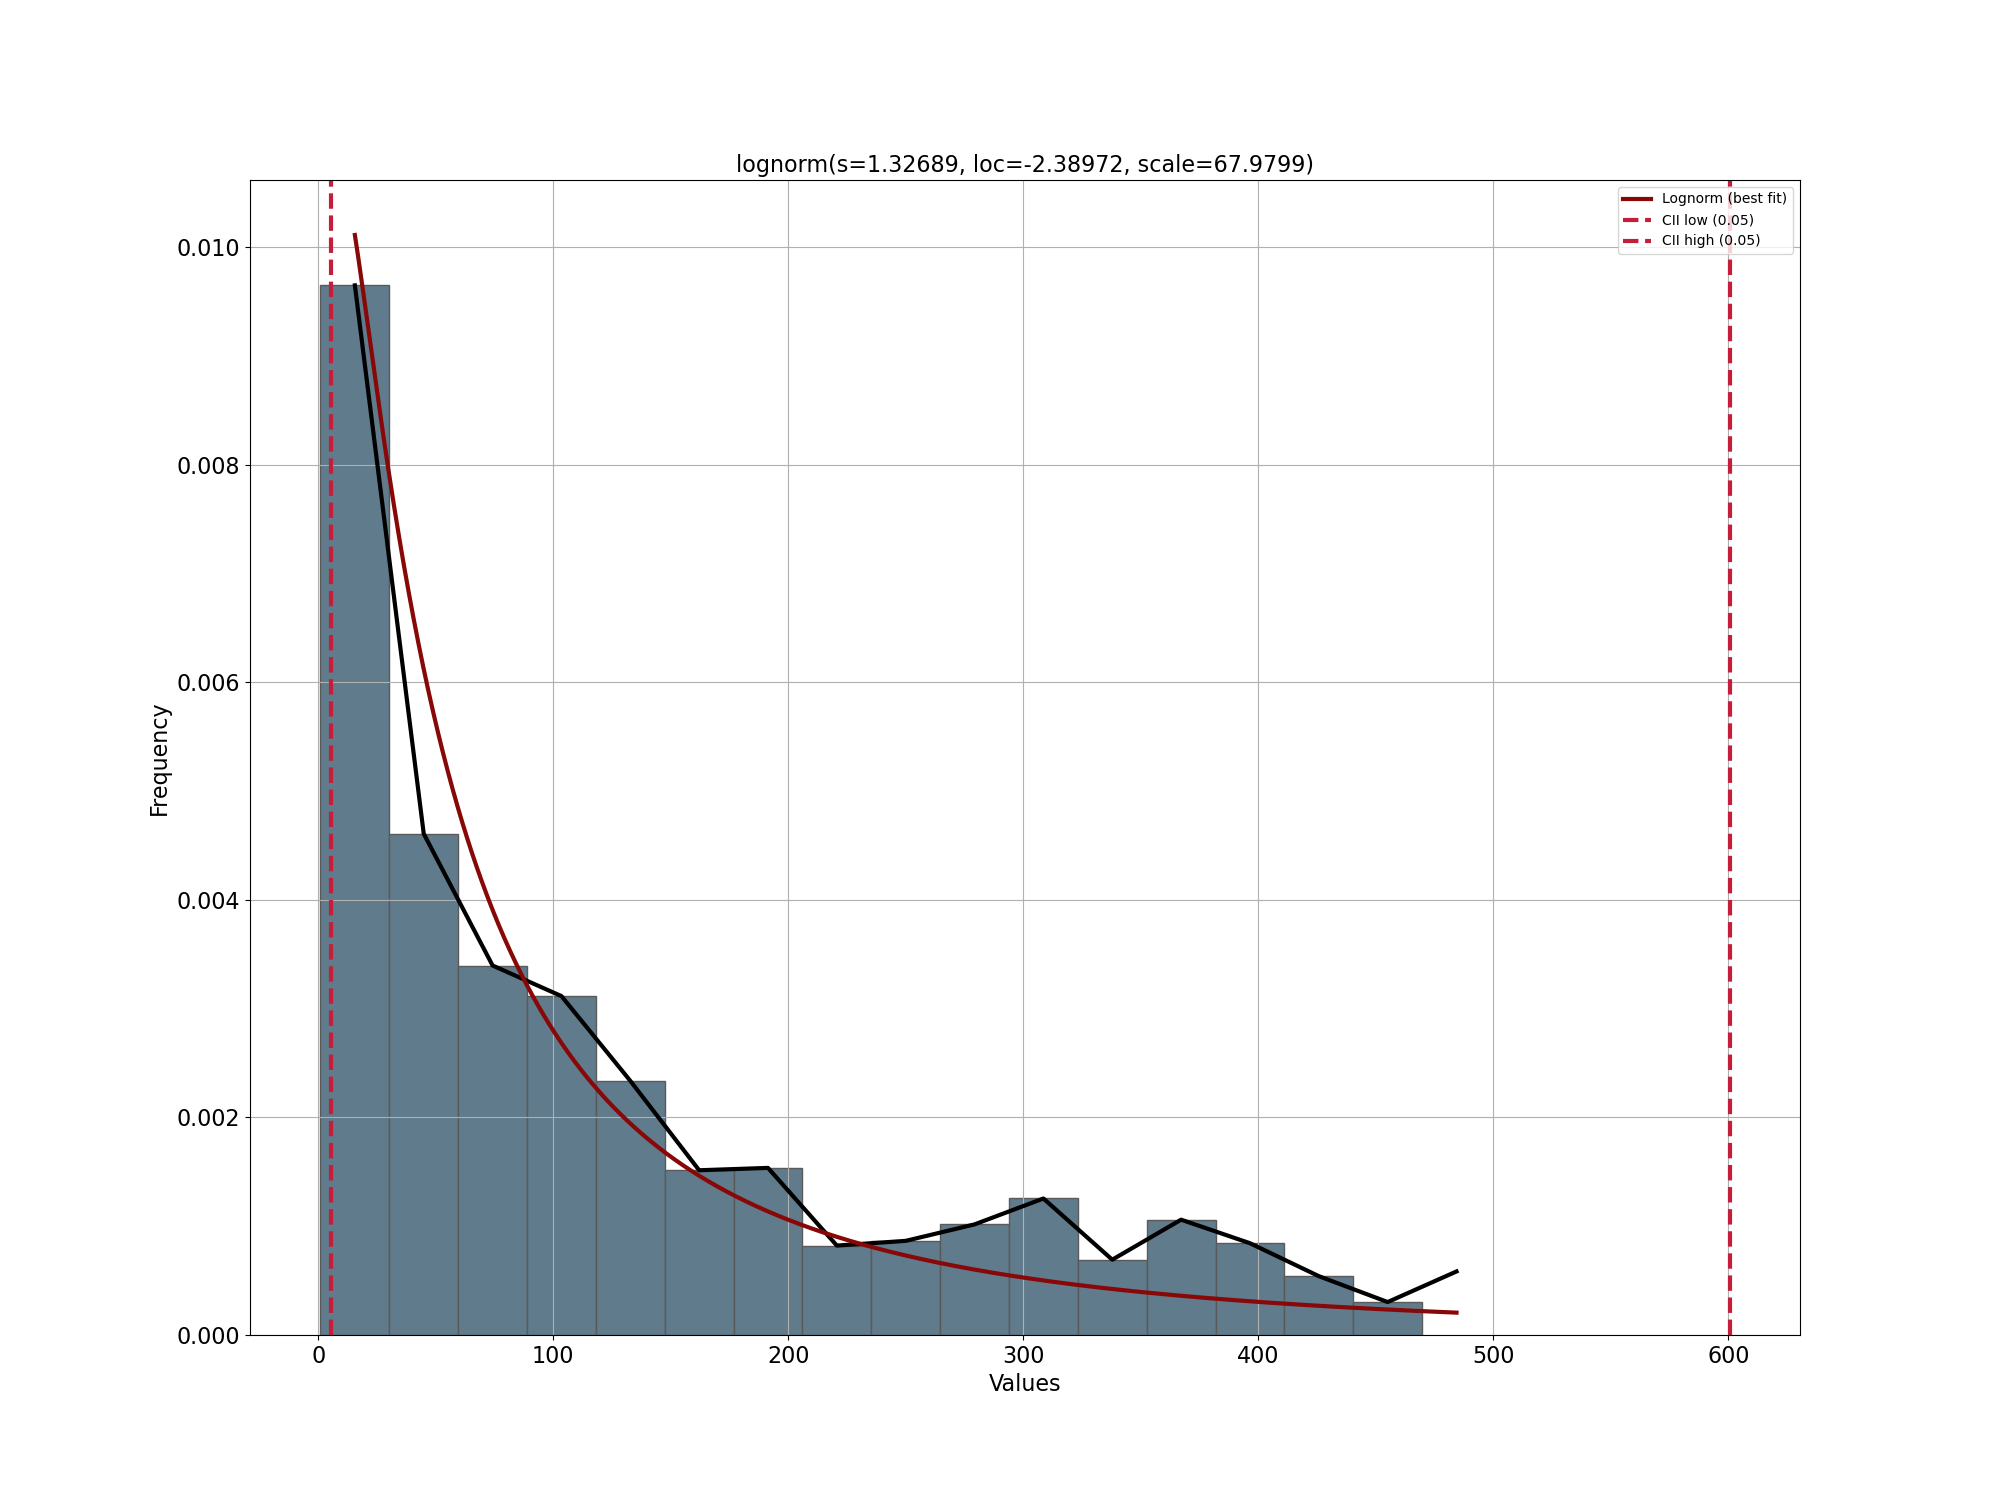 lognorm(s=1.32689, loc=-2.38972, scale=67.9799)
Lognorm (best fit)
CII low (0.05)
CII high (0.05)
0.010
0.008
0.006
0.004
0.002
0.000
Frequency
0 100 200 300 400 500 600
Values